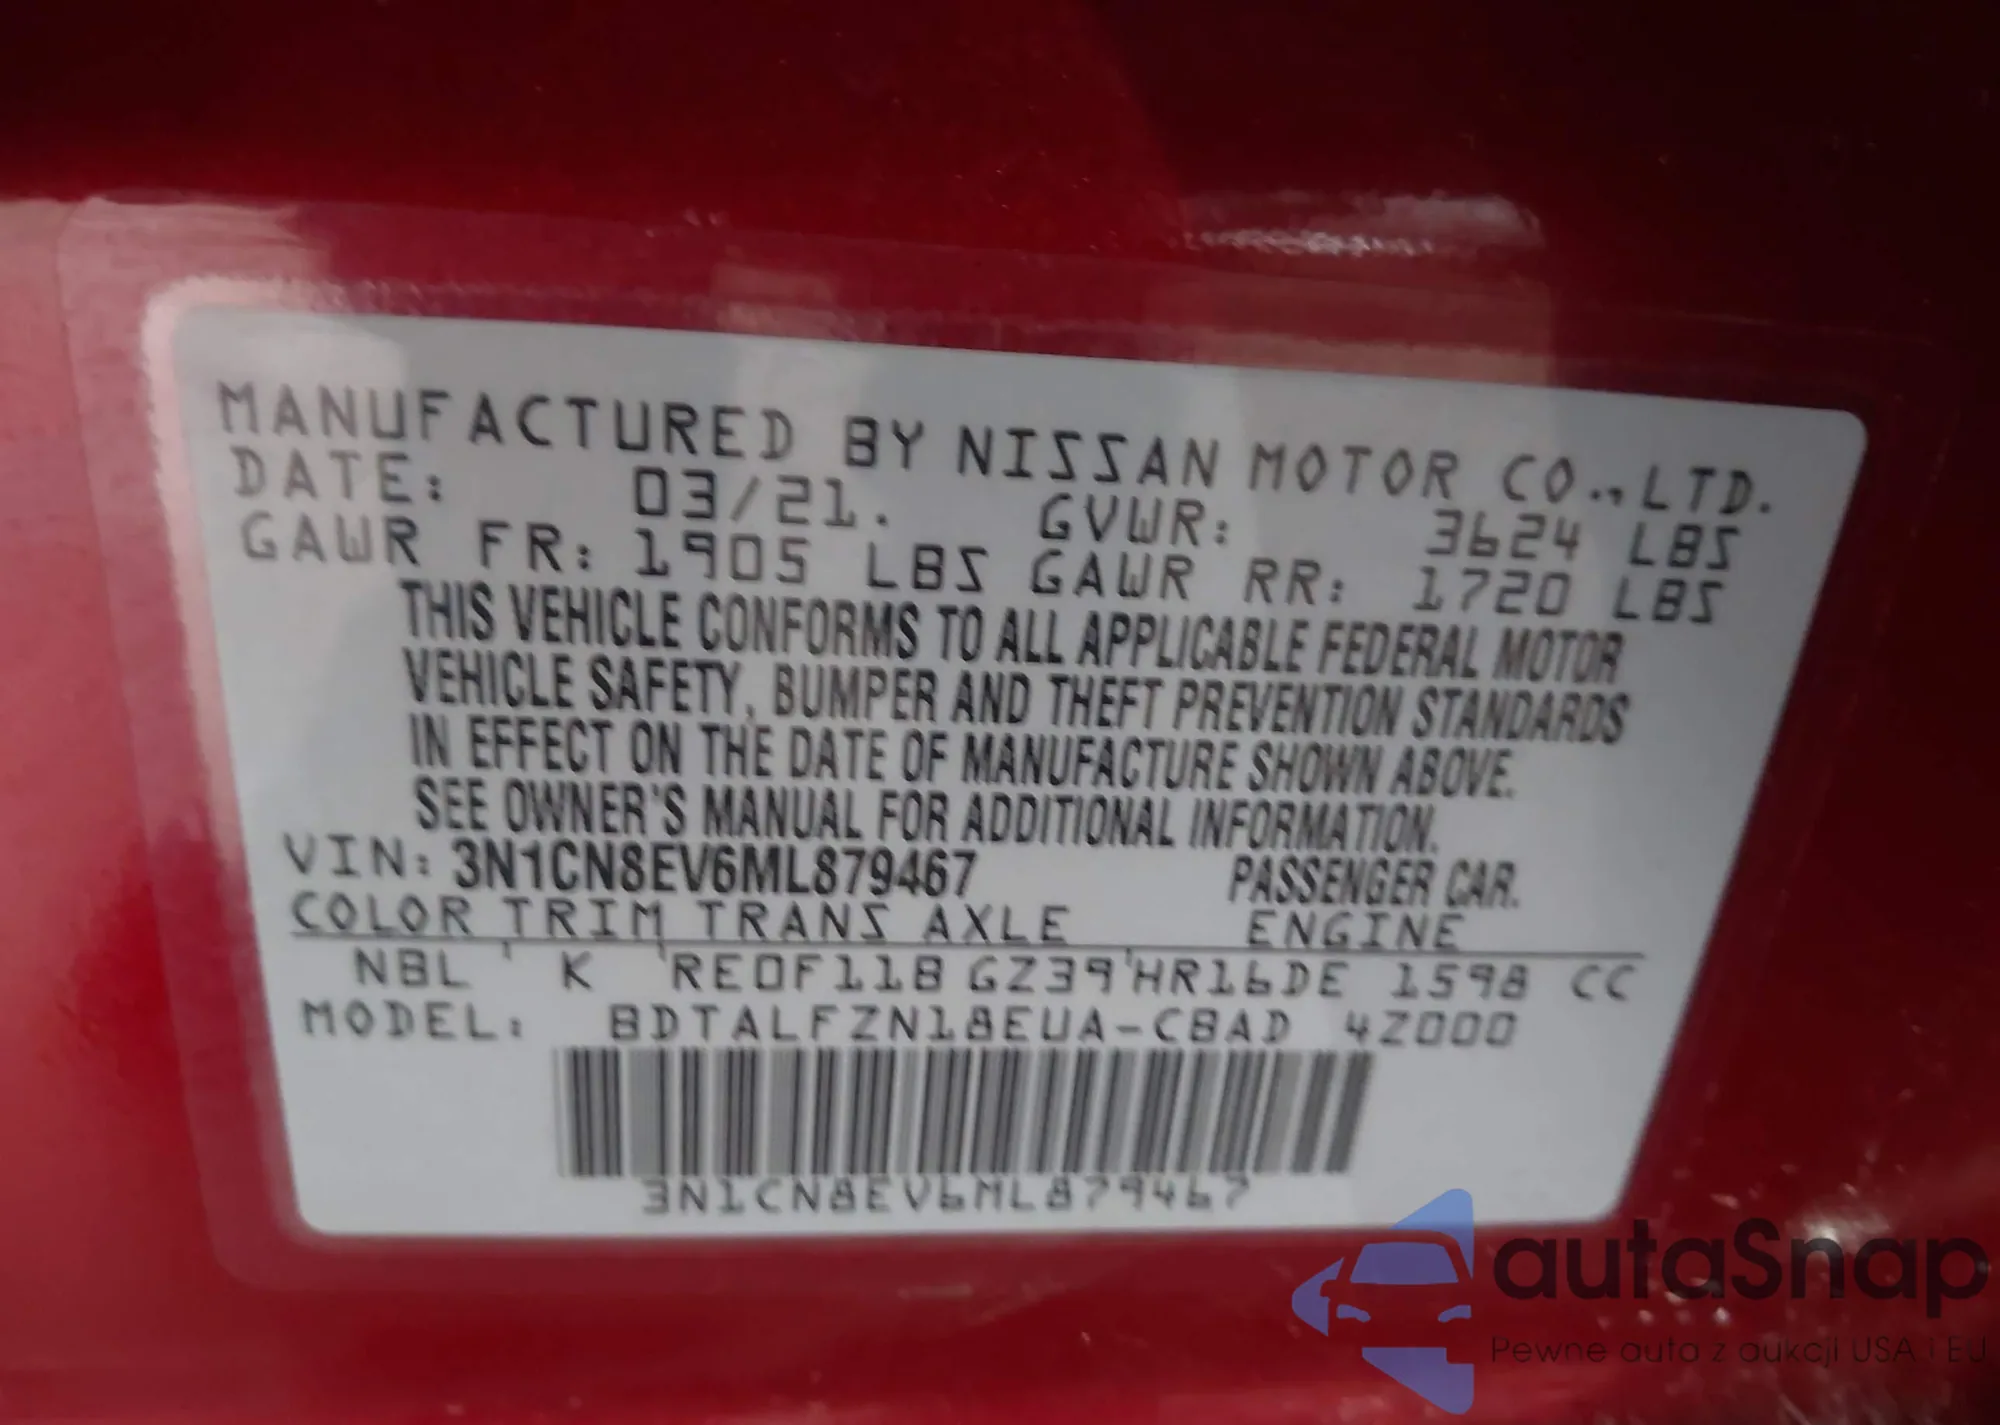 MANUFACTURED BY NISSAN MOTOR CO.,LTD.
DATE: 03/21. GVWR: 3624 LBS
GAWR FR: 1905 LBS GAWR RR: 1720 LBS
THIS VEHICLE CONFORMS TO ALL APPLICABLE FEDERAL MOTOR
VEHICLE SAFETY, BUMPER AND THEFT PREVENTION STANDARDS
IN EFFECT ON THE DATE OF MANUFACTURE SHOWN ABOVE.
SEE OWNER'S MANUAL FOR ADDITIONAL INFORMATION.
VIN: 3N1CN8EV6ML879467 PASSENGER CAR.
COLOR TRIM TRANS AXLE ENGINE
NBL K RE0F11B GZ39 HR16DE 1598 CC
MODEL: BDTALFZN18EUA-CBAD 4Z000
3N1CN8EV6ML879467
autaSnap
Pewne auto z aukcji USA i EU